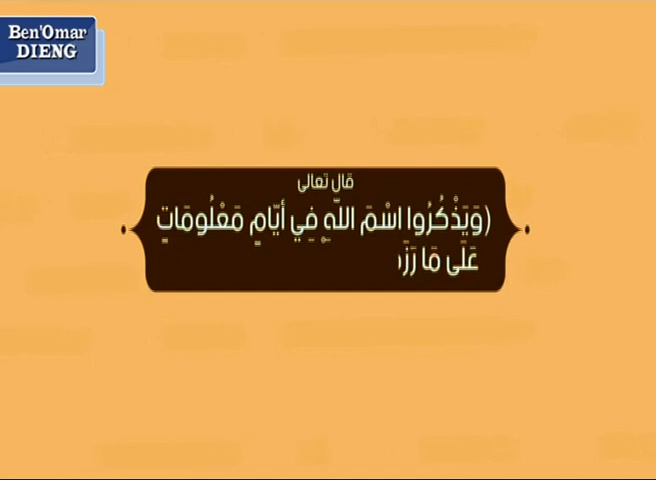 Ben'Omar
DIENG
قال تعالى
(وَيَذْكُرُوا اسْمَ اللَّهِ فِي أَيَّامٍ مَعْلُومَاتٍ
عَلَى مَا